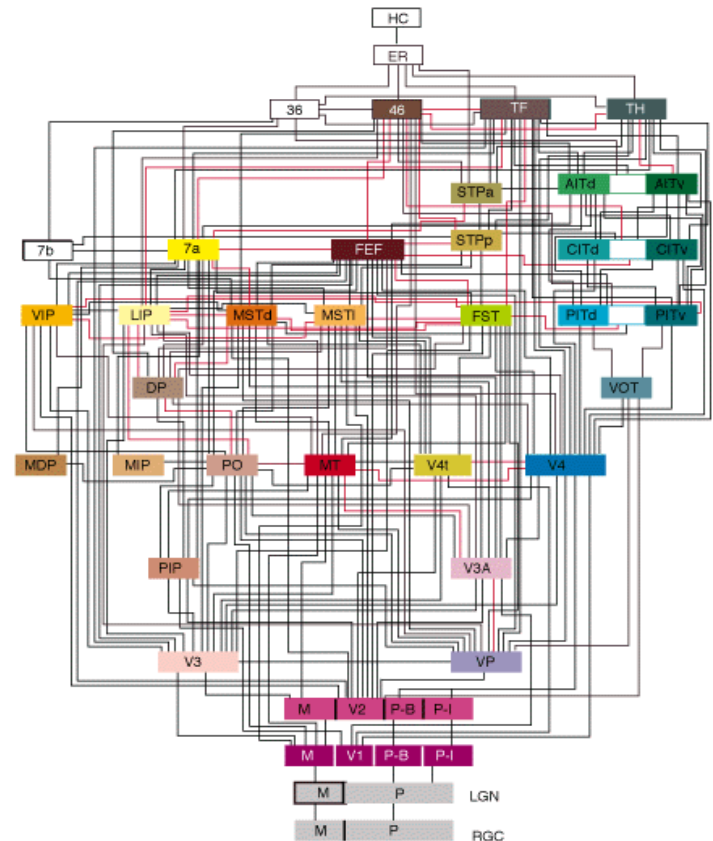 HC
ER
36 46 TF TH
STPa AITd AITv
7b 7a FEF STPp CITd CITv
VIP LIP MSTd MSTl FST PITd PITv
DP VOT
MDP MIP PO MT V4t V4
PIP V3A
V3 VP
M V2 P-B P-I
M V1 P-B P-I
M P LGN
M P RGC